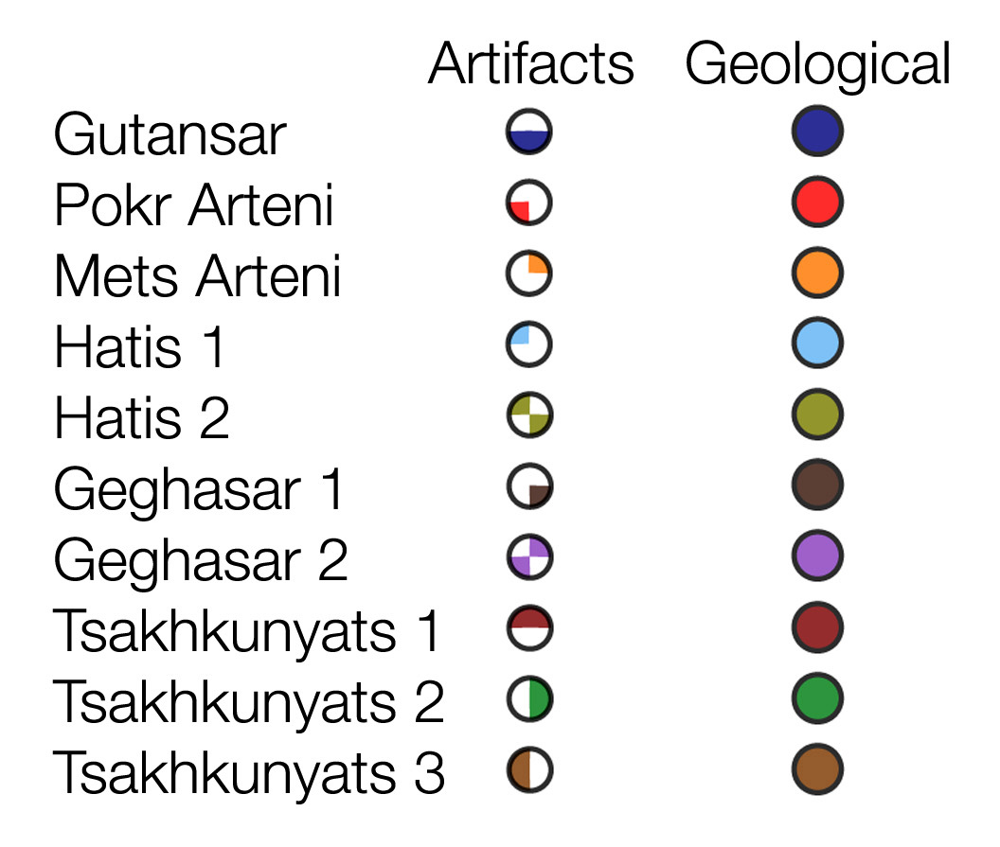 Artifacts Geological
Gutansar
Pokr Arteni
Mets Arteni
Hatis 1
Hatis 2
Geghasar 1
Geghasar 2
Tsakhkunyats 1
Tsakhkunyats 2
Tsakhkunyats 3